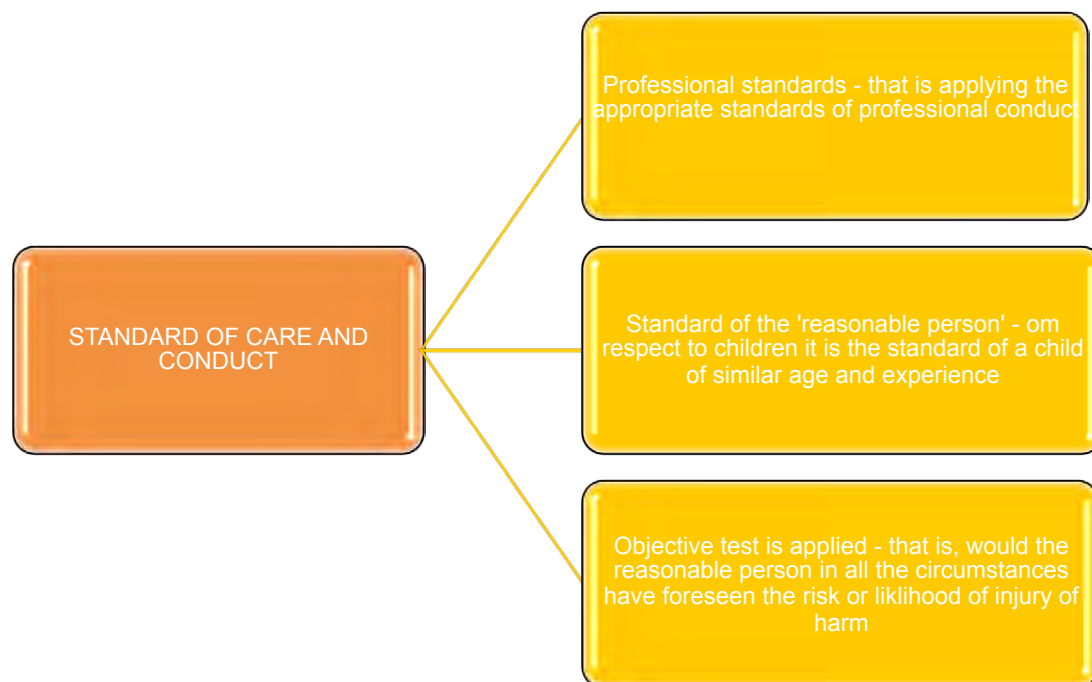 Professional standards - that is applying the
appropriate standards of professional conduct
STANDARD OF CARE AND
CONDUCT
Standard of the 'reasonable person' - om
respect to children it is the standard of a child
of similar age and experience
Objective test is applied - that is, would the
reasonable person in all the circumstances
have foreseen the risk or liklihood of injury of
harm